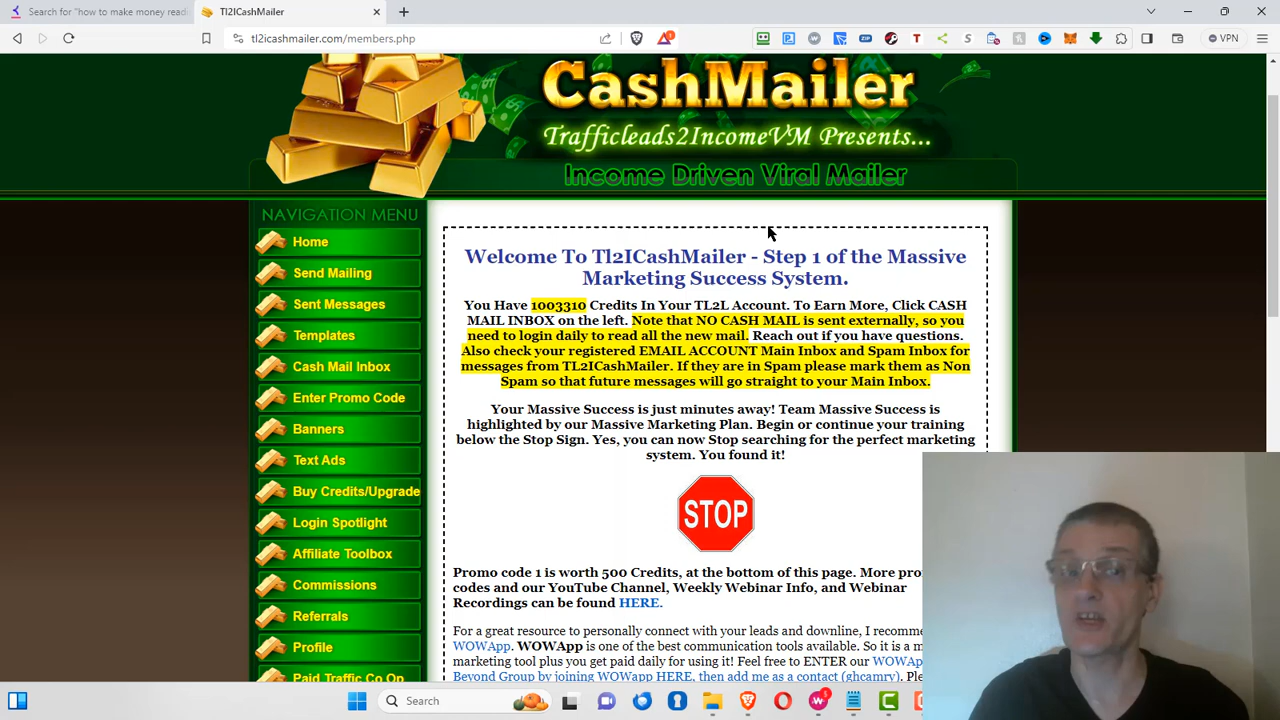 Search for "how to make money readi
Tl2ICashMailer
tl2icashmailer.com/members.php
VPN
CashMailer
Trafficleads2IncomeVM Presents...
Income Driven Viral Mailer
NAVIGATION MENU
Home
Send Mailing
Sent Messages
Templates
Cash Mail Inbox
Enter Promo Code
Banners
Text Ads
Buy Credits/Upgrade
Login Spotlight
Affiliate Toolbox
Commissions
Referrals
Profile
Paid Traffic Co Op
Welcome To Tl2ICashMailer - Step 1 of the Massive
Marketing Success System.
You Have 1003310 Credits In Your TL2L Account. To Earn More, Click CASH
MAIL INBOX on the left. Note that NO CASH MAIL is sent externally, so you
need to login daily to read all the new mail. Reach out if you have questions.
Also check your registered EMAIL ACCOUNT Main Inbox and Spam Inbox for
messages from TL2ICashMailer. If they are in Spam please mark them as Non
Spam so that future messages will go straight to your Main Inbox.
Your Massive Success is just minutes away! Team Massive Success is
highlighted by our Massive Marketing Plan. Begin or continue your training
below the Stop Sign. Yes, you can now Stop searching for the perfect marketing
system. You found it!
STOP
Promo code 1 is worth 500 Credits, at the bottom of this page. More pro
codes and our YouTube Channel, Weekly Webinar Info, and Webinar
Recordings can be found HERE.
For a great resource to personally connect with your leads and downline, I recomme
WOWApp. WOWApp is one of the best communication tools available. So it is a m
marketing tool plus you get paid daily for using it! Feel free to ENTER our WOWAp
Beyond Group by joining WOWapp HERE, then add me as a contact (ghcamry). Ple
Search